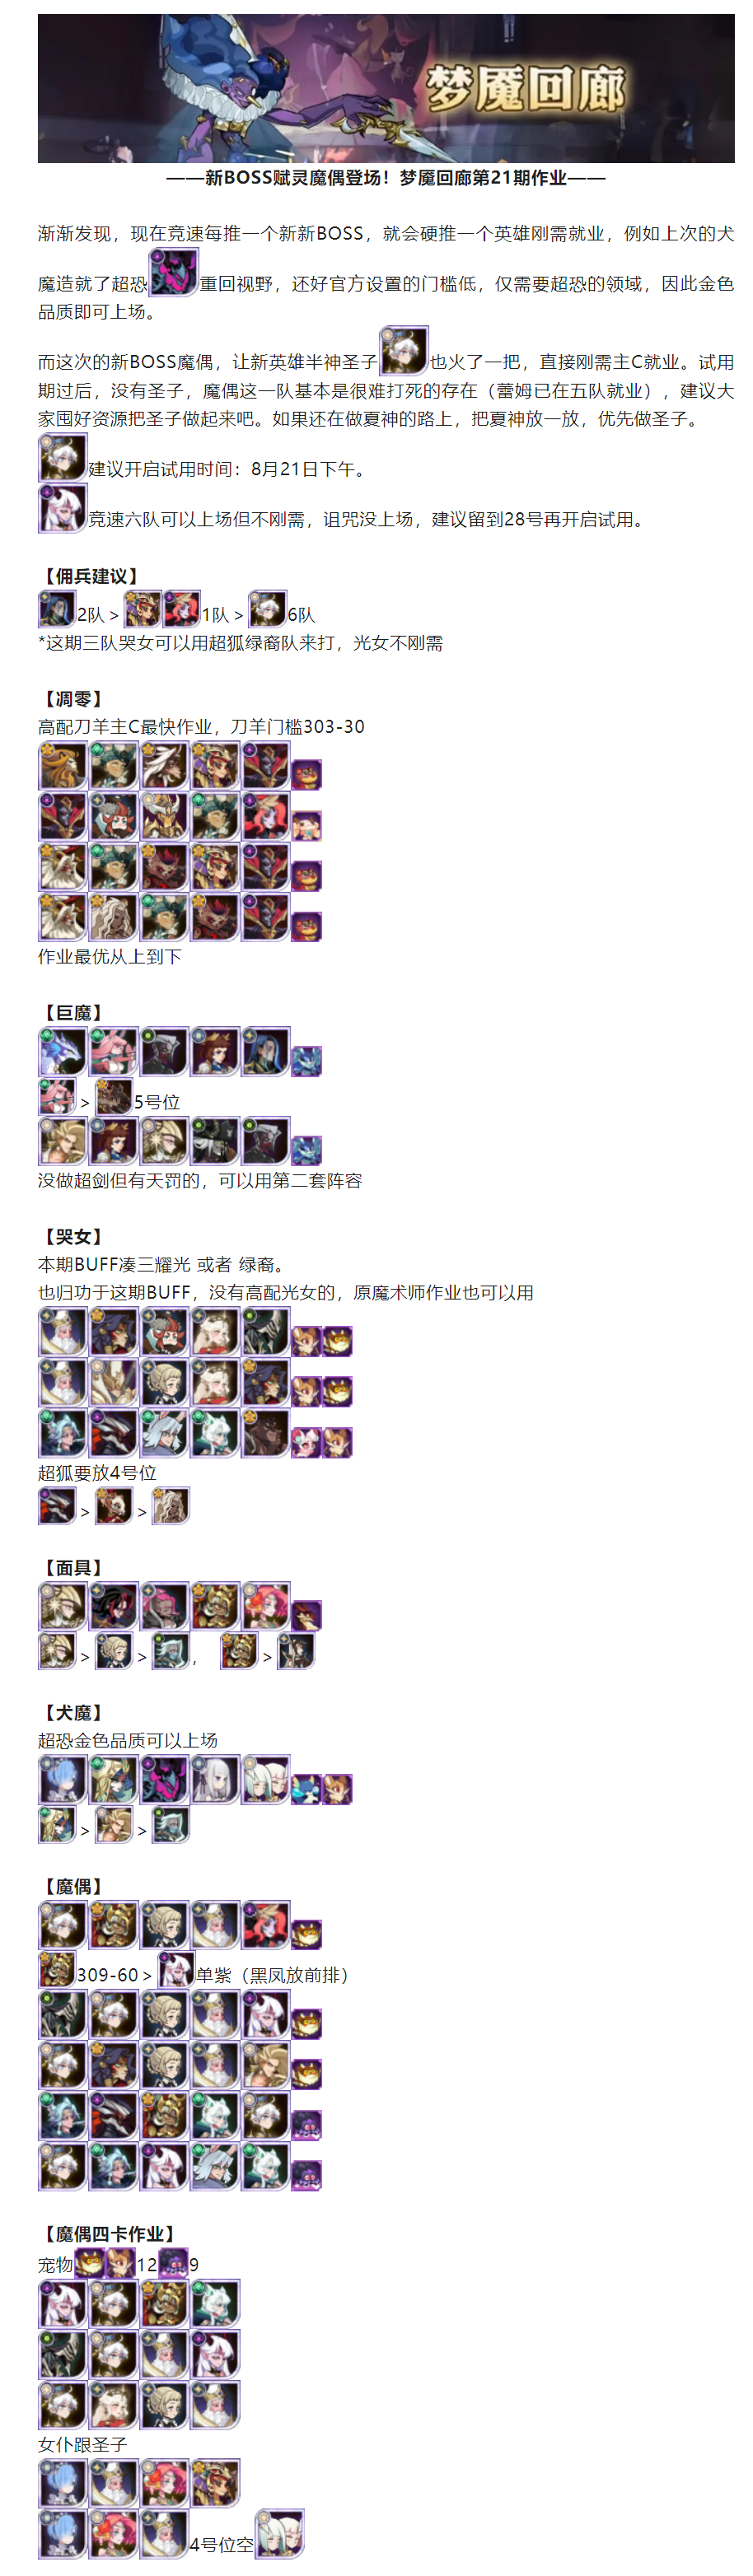 梦魇回廊
——新BOSS赋灵魔偶登场！梦魇回廊第21期作业——
渐渐发现，现在竞速每推一个新新BOSS，就会硬推一个英雄刚需就业，例如上次的犬
魔造就了超恐重回视野，还好官方设置的门槛低，仅需要超恐的领域，因此金色
品质即可上场。
而这次的新BOSS魔偶，让新英雄半神圣子也火了一把，直接刚需主C就业。试用
期过后，没有圣子，魔偶这一队基本是很难打死的存在（蕾姆已在五队就业），建议大
家囤好资源把圣子做起来吧。如果还在做夏神的路上，把夏神放一放，优先做圣子。
建议开启试用时间：8月21日下午。
竞速六队可以上场但不刚需，诅咒没上场，建议留到28号再开启试用。
【佣兵建议】
2队 > 1队 > 6队
*这期三队哭女可以用超狐绿裔队来打，光女不刚需
【凋零】
高配刀羊主C最快作业，刀羊门槛303-30
作业最优从上到下
【巨魔】
> 5号位
没做超剑但有天罚的，可以用第二套阵容
【哭女】
本期BUFF凑三耀光 或者 绿裔。
也归功于这期BUFF，没有高配光女的，原魔术师作业也可以用
超狐要放4号位
> >
【面具】
> > ， >
【犬魔】
超恐金色品质可以上场
> >
【魔偶】
309-60 > 单紫（黑凤放前排）
【魔偶四卡作业】
宠物 12 9
女仆跟圣子
4号位空